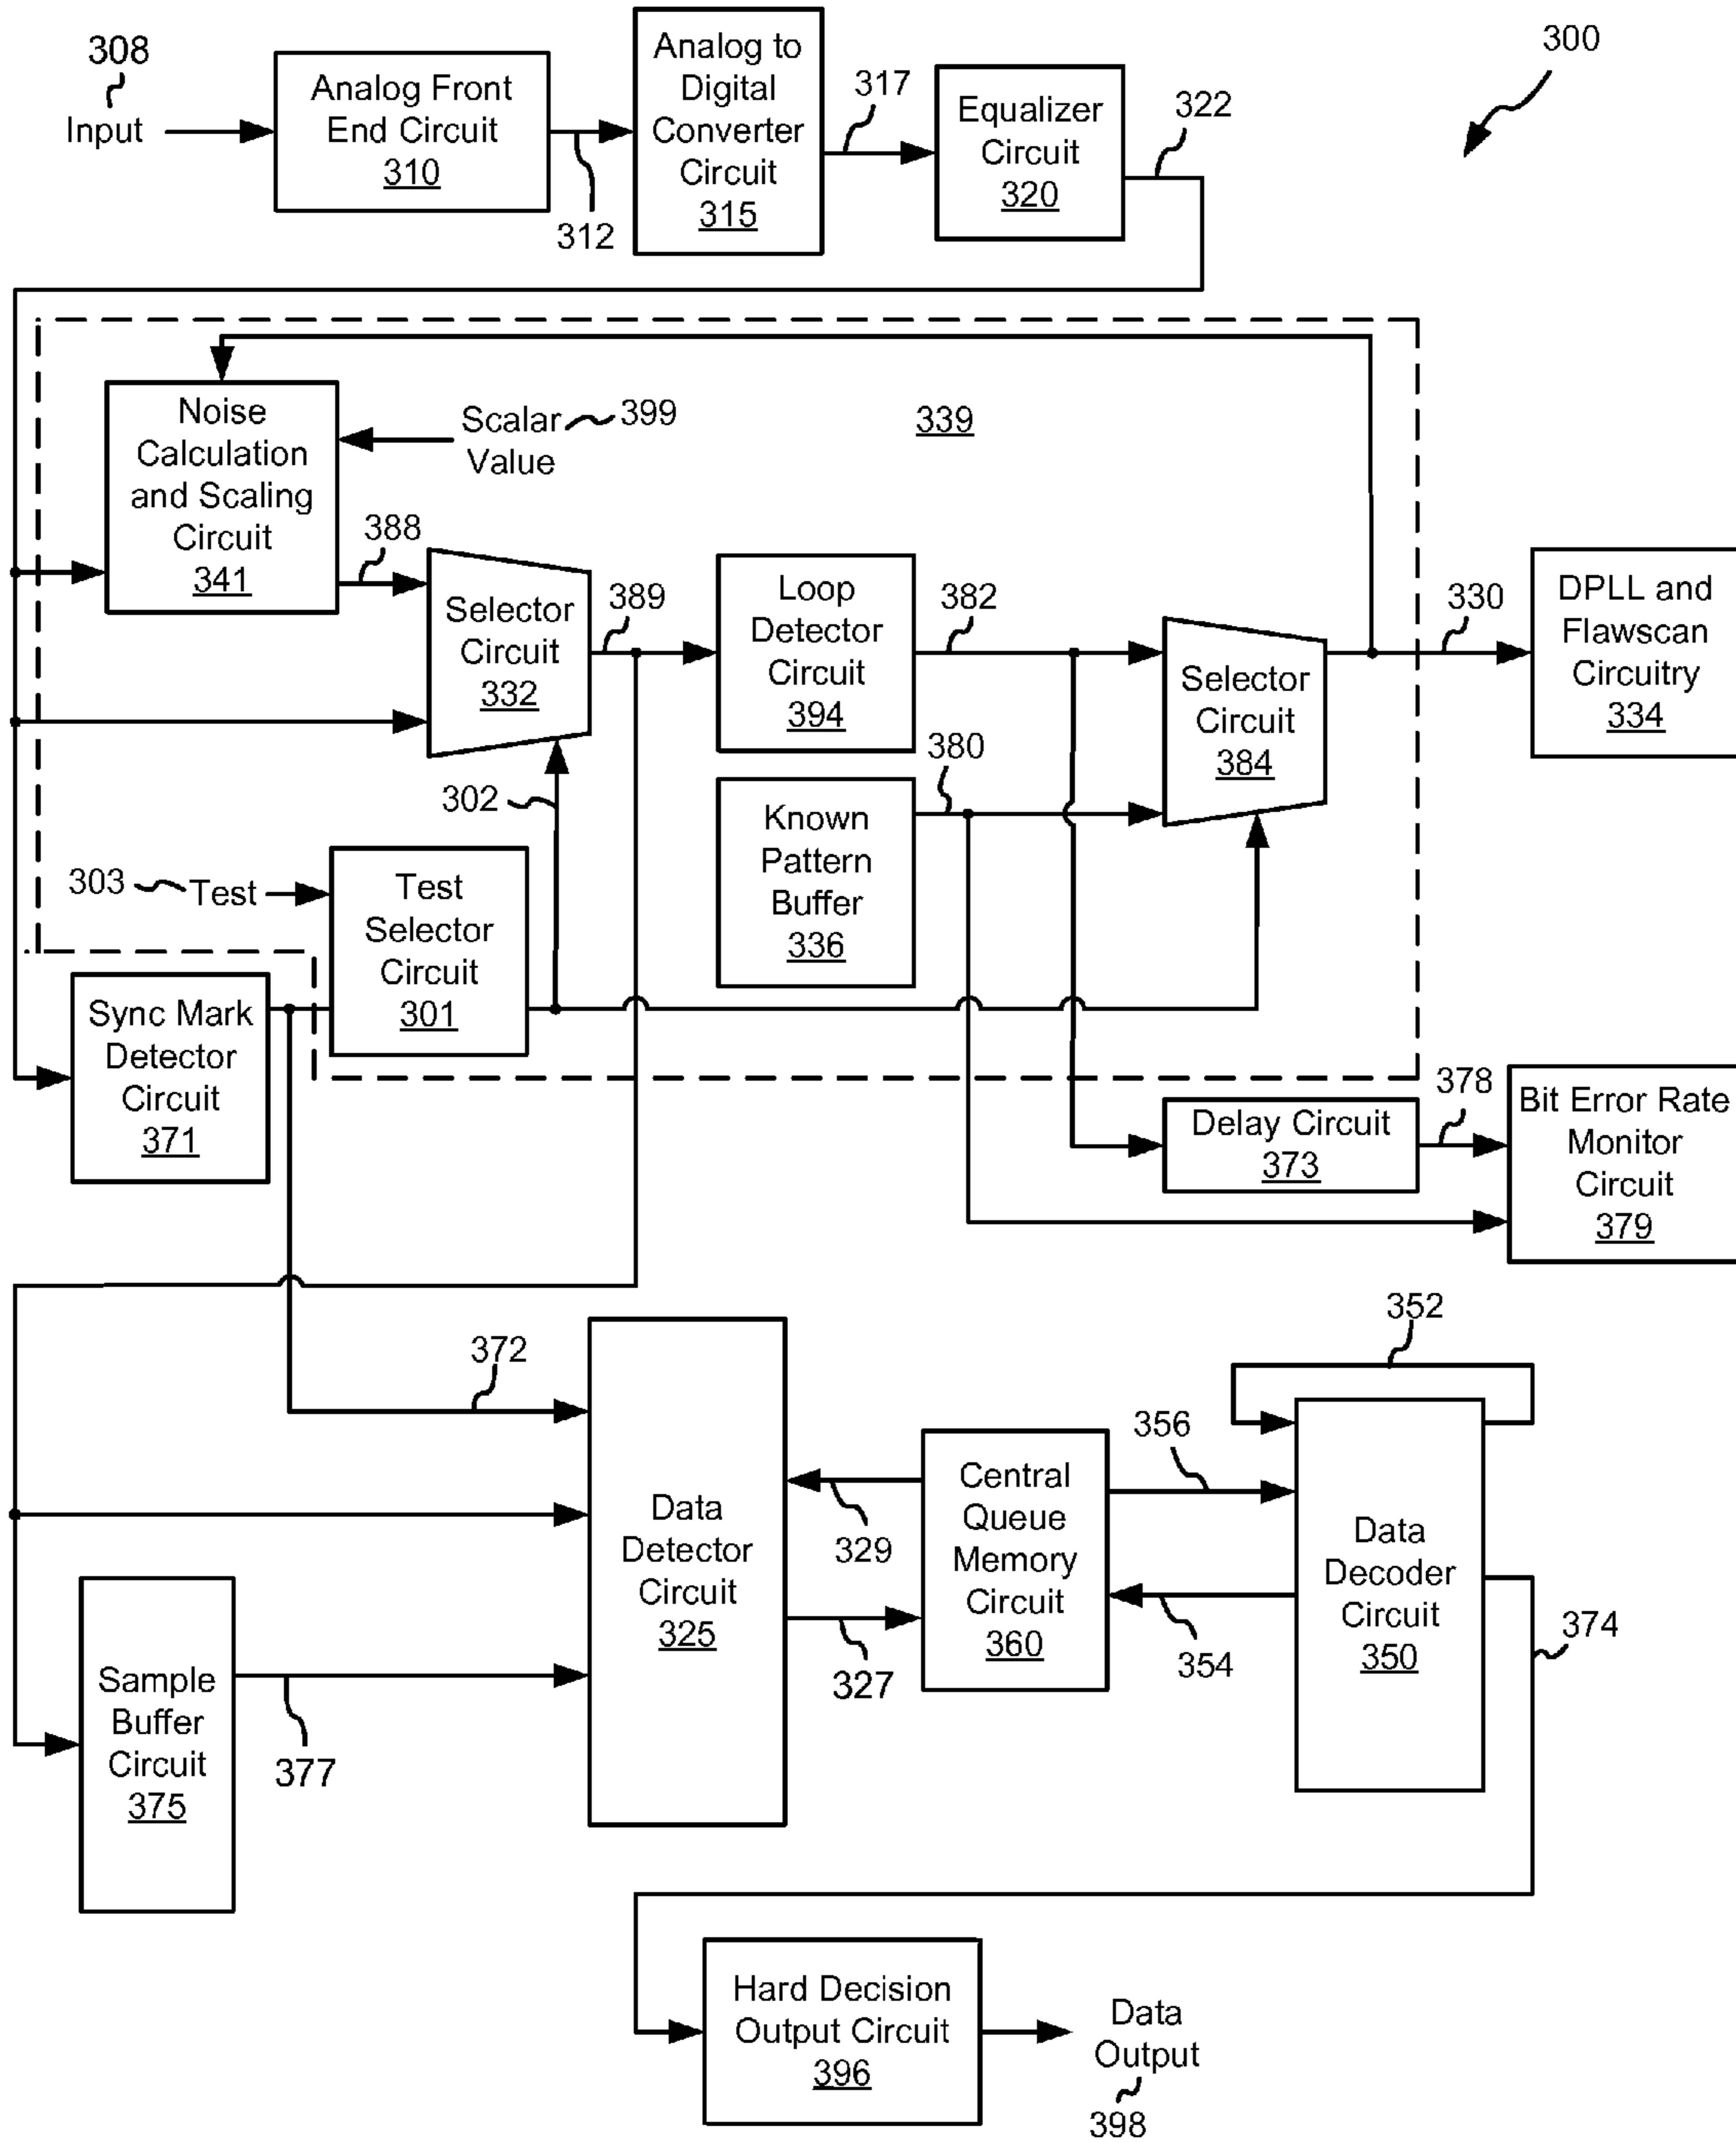 300
308
Input
Analog Front
End Circuit
310
312
Analog to
Digital
Converter
Circuit
315
317
Equalizer
Circuit
320
322
Noise
Calculation
and Scaling
Circuit
341
Scalar
Value
399
339
388
Selector
Circuit
332
389
Loop
Detector
Circuit
394
382
Selector
Circuit
384
330
DPLL and
Flawscan
Circuitry
334
302
380
Known
Pattern
Buffer
336
303
Test
Test
Selector
Circuit
301
Sync Mark
Detector
Circuit
371
Delay Circuit
373
378
Bit Error Rate
Monitor
Circuit
379
372
352
Data
Detector
Circuit
325
329
327
Central
Queue
Memory
Circuit
360
356
354
Data
Decoder
Circuit
350
374
Sample
Buffer
Circuit
375
377
Hard Decision
Output Circuit
396
Data
Output
398